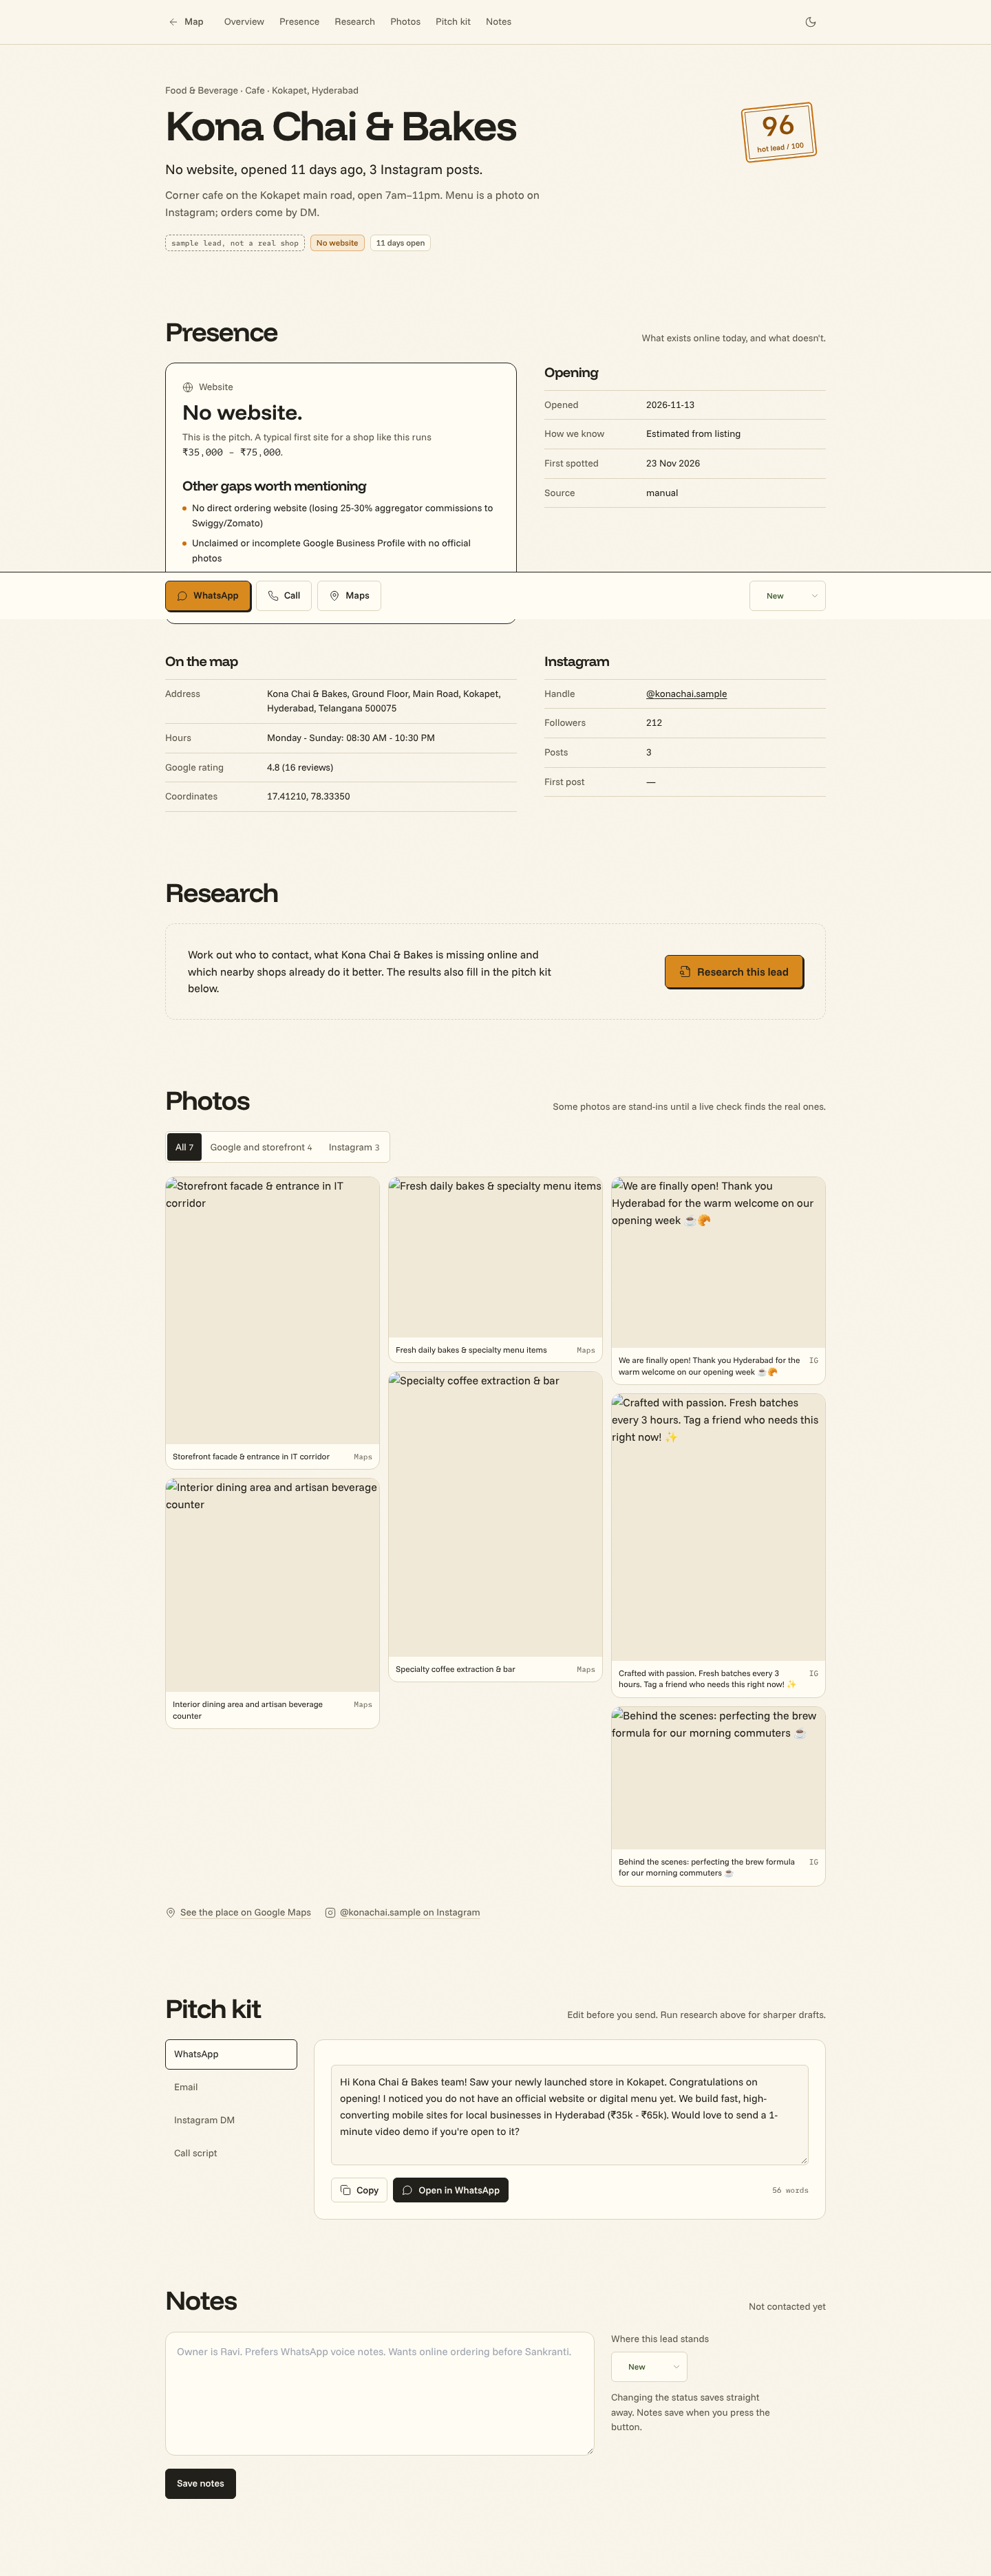 Map
Overview
Presence
Research
Photos
Pitch kit
Notes
Food & Beverage · Cafe · Kokapet, Hyderabad
Kona Chai & Bakes
96
hot lead / 100
No website, opened 11 days ago, 3 Instagram posts.
Corner cafe on the Kokapet main road, open 7am–11pm. Menu is a photo on
Instagram; orders come by DM.
sample lead, not a real shop
No website
11 days open
Presence
What exists online today, and what doesn't.
Website
No website.
This is the pitch. A typical first site for a shop like this runs
₹35,000 – ₹75,000.
Other gaps worth mentioning
No direct ordering website (losing 25-30% aggregator commissions to
Swiggy/Zomato)
Unclaimed or incomplete Google Business Profile with no official
photos
Opening
Opened 2026-11-13
How we know Estimated from listing
First spotted 23 Nov 2026
Source manual
WhatsApp
Call
Maps
New
On the map
Address Kona Chai & Bakes, Ground Floor, Main Road, Kokapet,
Hyderabad, Telangana 500075
Hours Monday - Sunday: 08:30 AM - 10:30 PM
Google rating 4.8 (16 reviews)
Coordinates 17.41210, 78.33350
Instagram
Handle @konachai.sample
Followers 212
Posts 3
First post —
Research
Work out who to contact, what Kona Chai & Bakes is missing online and
which nearby shops already do it better. The results also fill in the pitch kit
below.
Research this lead
Photos
Some photos are stand-ins until a live check finds the real ones.
All 7
Google and storefront 4
Instagram 3
Storefront facade & entrance in IT
corridor
Storefront facade & entrance in IT corridor Maps
Interior dining area and artisan beverage
counter
Interior dining area and artisan beverage Maps
counter
Fresh daily bakes & specialty menu items
Fresh daily bakes & specialty menu items Maps
Specialty coffee extraction & bar
Specialty coffee extraction & bar Maps
We are finally open! Thank you
Hyderabad for the warm welcome on our
opening week ☕🥐
We are finally open! Thank you Hyderabad for the IG
warm welcome on our opening week ☕🥐
Crafted with passion. Fresh batches
every 3 hours. Tag a friend who needs this
right now! ✨
Crafted with passion. Fresh batches every 3 IG
hours. Tag a friend who needs this right now! ✨
Behind the scenes: perfecting the brew
formula for our morning commuters ☕
Behind the scenes: perfecting the brew formula IG
for our morning commuters ☕
See the place on Google Maps
@konachai.sample on Instagram
Pitch kit
Edit before you send. Run research above for sharper drafts.
WhatsApp
Email
Instagram DM
Call script
Hi Kona Chai & Bakes team! Saw your newly launched store in Kokapet. Congratulations on
opening! I noticed you do not have an official website or digital menu yet. We build fast, high-
converting mobile sites for local businesses in Hyderabad (₹35k - ₹65k). Would love to send a 1-
minute video demo if you're open to it?
Copy
Open in WhatsApp
56 words
Notes
Not contacted yet
Owner is Ravi. Prefers WhatsApp voice notes. Wants online ordering before Sankranti.
Where this lead stands
New
Changing the status saves straight
away. Notes save when you press the
button.
Save notes